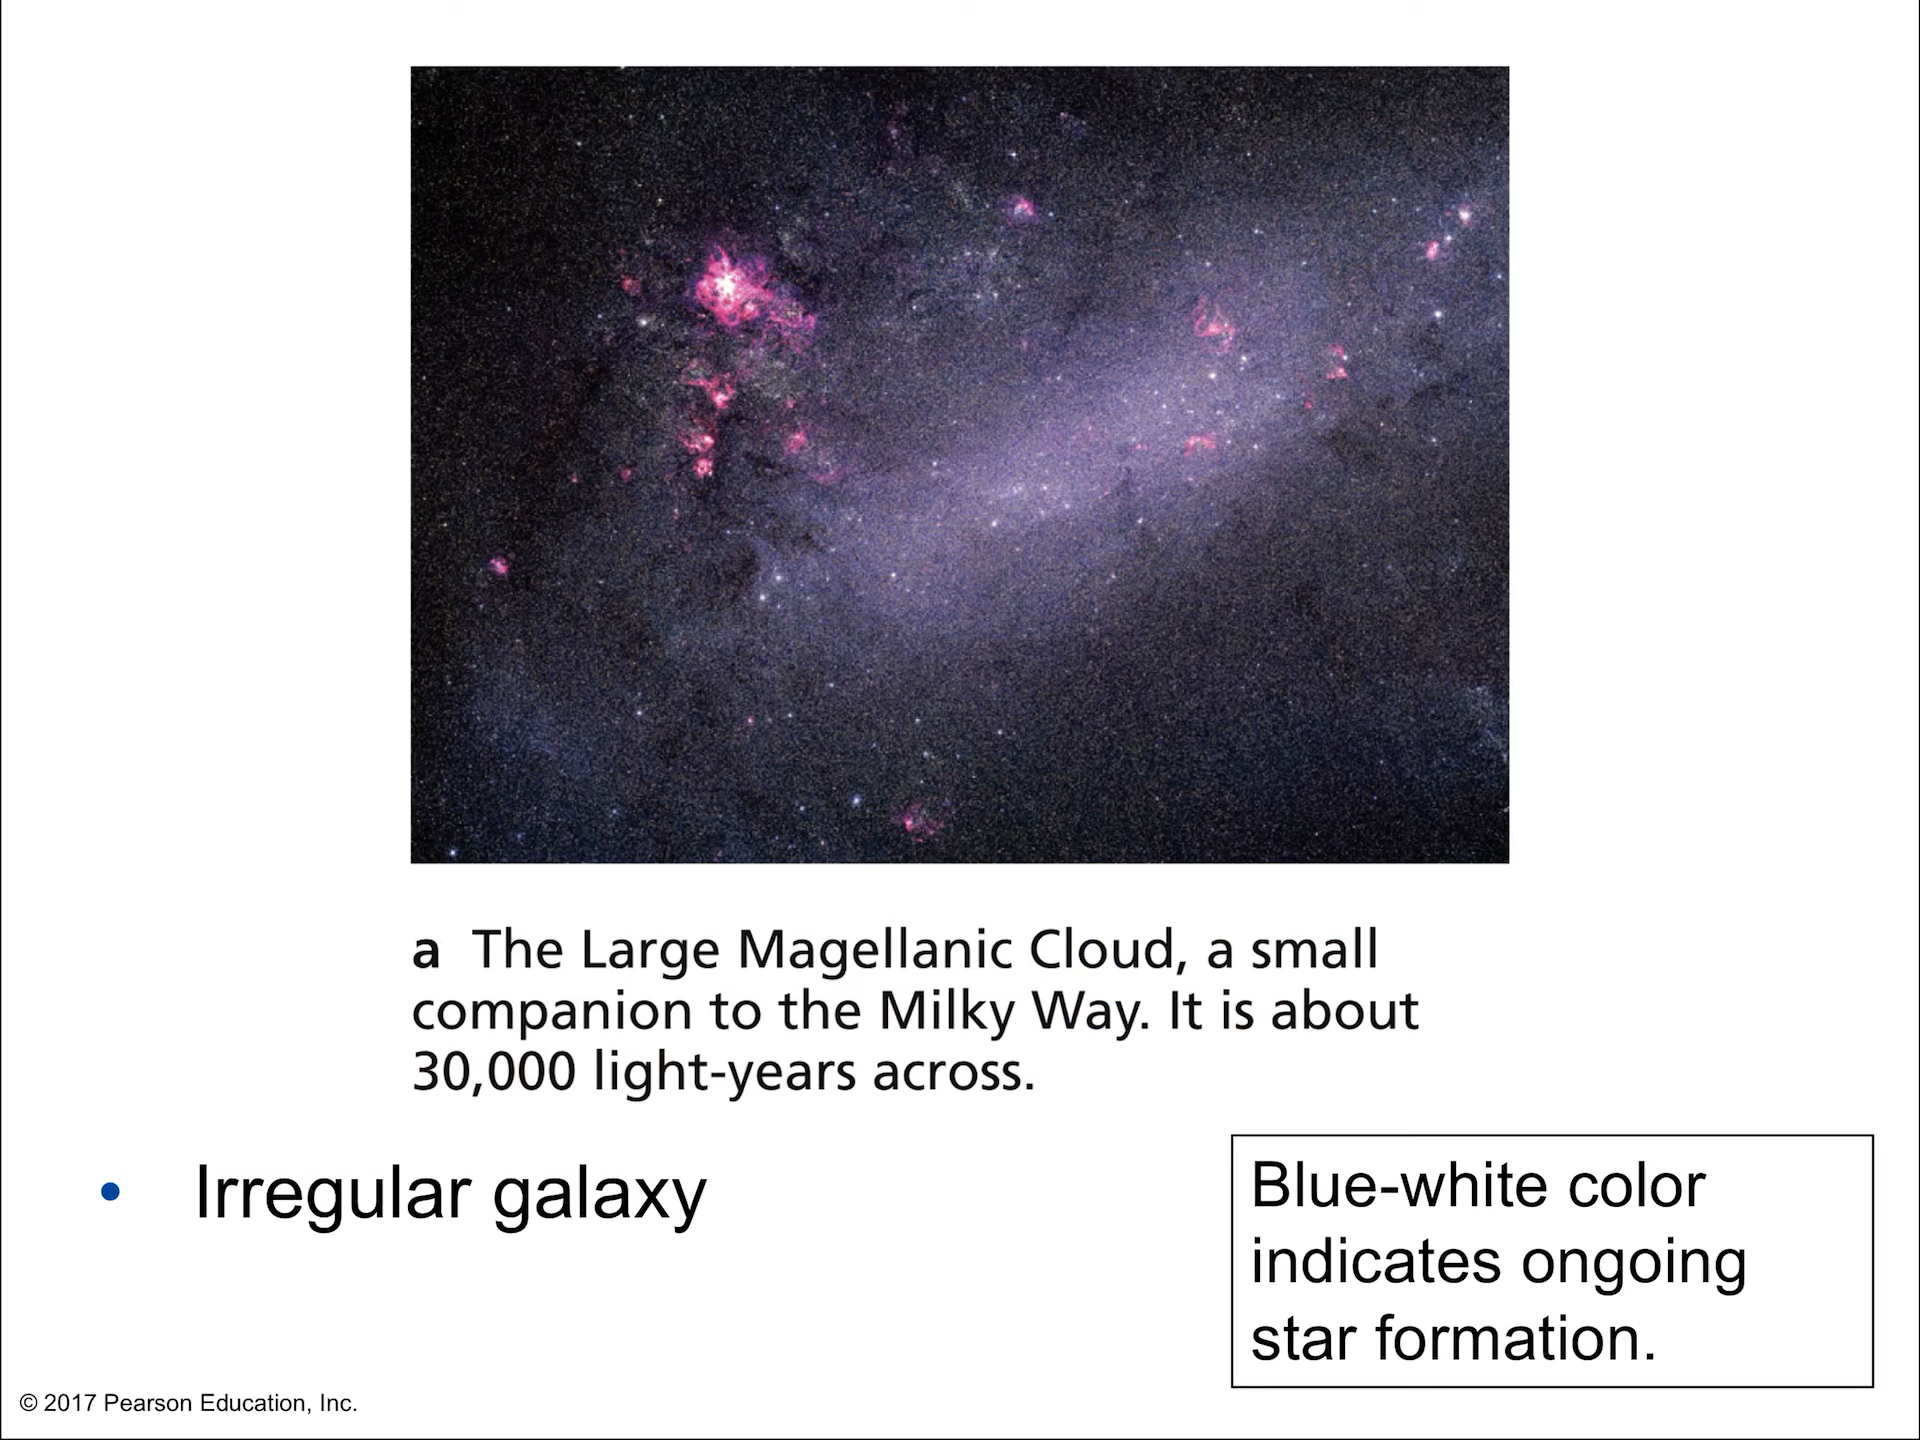 a The Large Magellanic Cloud, a small
companion to the Milky Way. It is about
30,000 light-years across.
• Irregular galaxy
Blue-white color
indicates ongoing
star formation.
© 2017 Pearson Education, Inc.